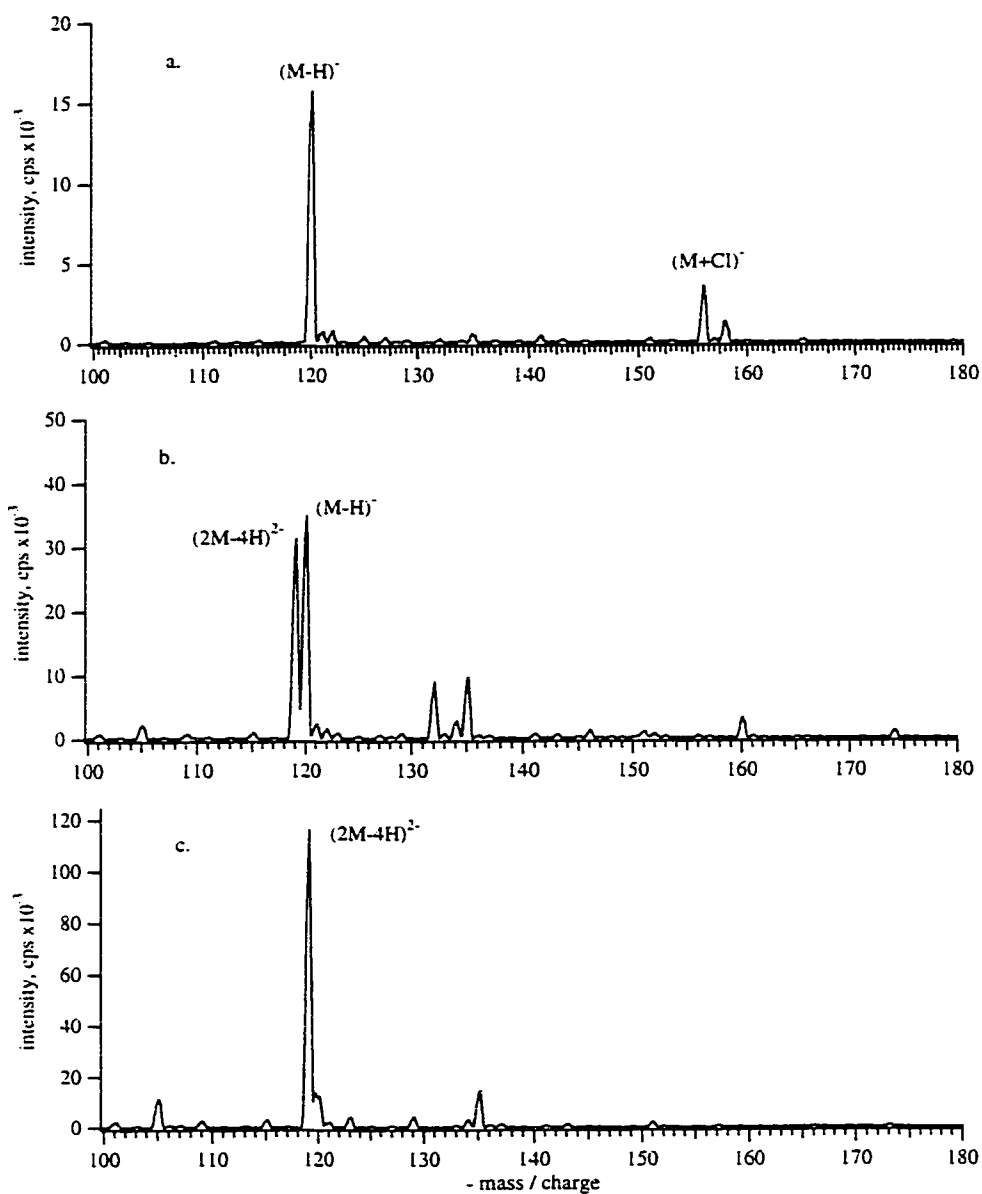 20
a.
(M-H)⁻
15
intensity, cps x10⁻³
10
(M+Cl)⁻
5
0
100 110 120 130 140 150 160 170 180
50
b.
40
(M-H)⁻
(2M-4H)²⁻
30
intensity, cps x10⁻³
20
10
0
100 110 120 130 140 150 160 170 180
120
c.
(2M-4H)²⁻
100
80
intensity, cps x10⁻³
60
40
20
0
100 110 120 130 140 150 160 170 180
- mass / charge